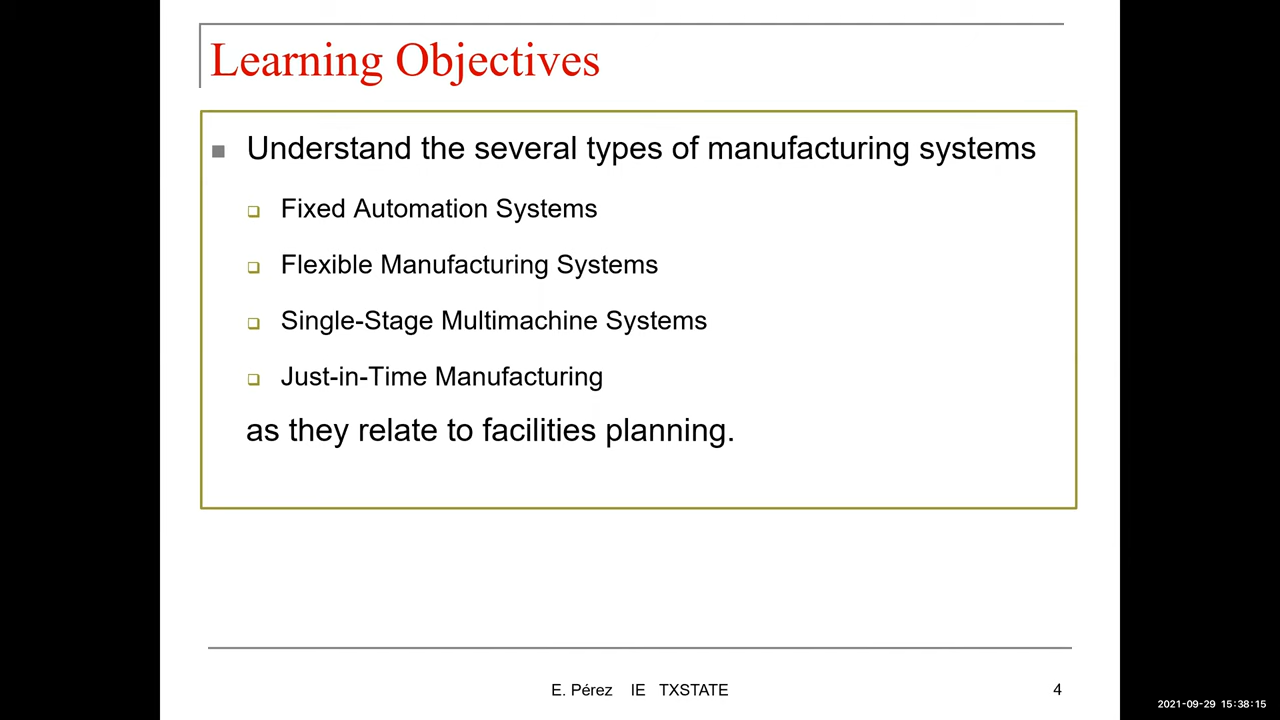 Learning Objectives
Understand the several types of manufacturing systems
Fixed Automation Systems
Flexible Manufacturing Systems
Single-Stage Multimachine Systems
Just-in-Time Manufacturing
as they relate to facilities planning.
E. Pérez IE TXSTATE
4
2021-09-29 15:38:15